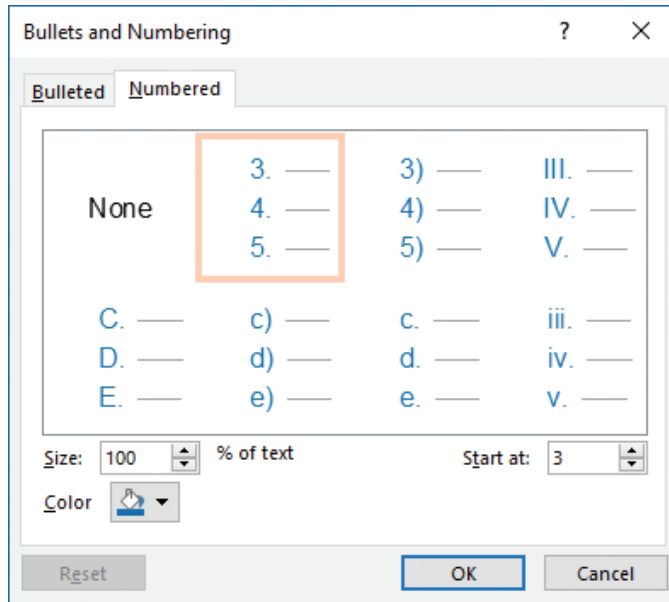 Bullets and Numbering ?
Bulleted Numbered
None
3.
4.
5.
3)
4)
5)
III.
IV.
V.
C.
D.
E.
c)
d)
e)
c.
d.
e.
iii.
iv.
v.
Size: 100 % of text Start at: 3
Color
Reset OK Cancel